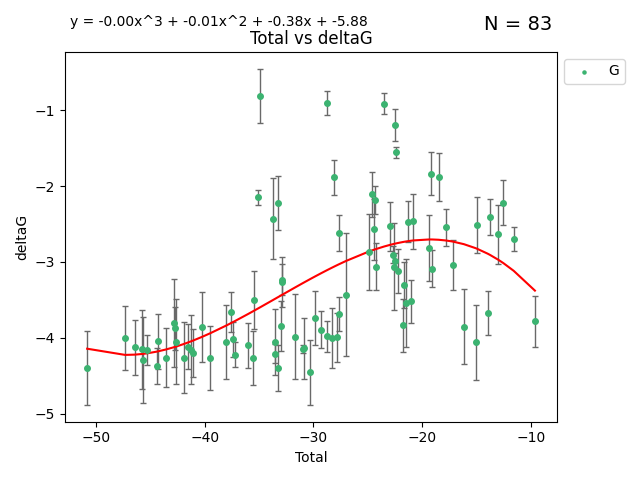 y = -0.00x^3 + -0.01x^2 + -0.38x + -5.88
N = 83
Total vs deltaG
G
−1
−2
−3
−4
−5
deltaG
−50 −40 −30 −20 −10
Total